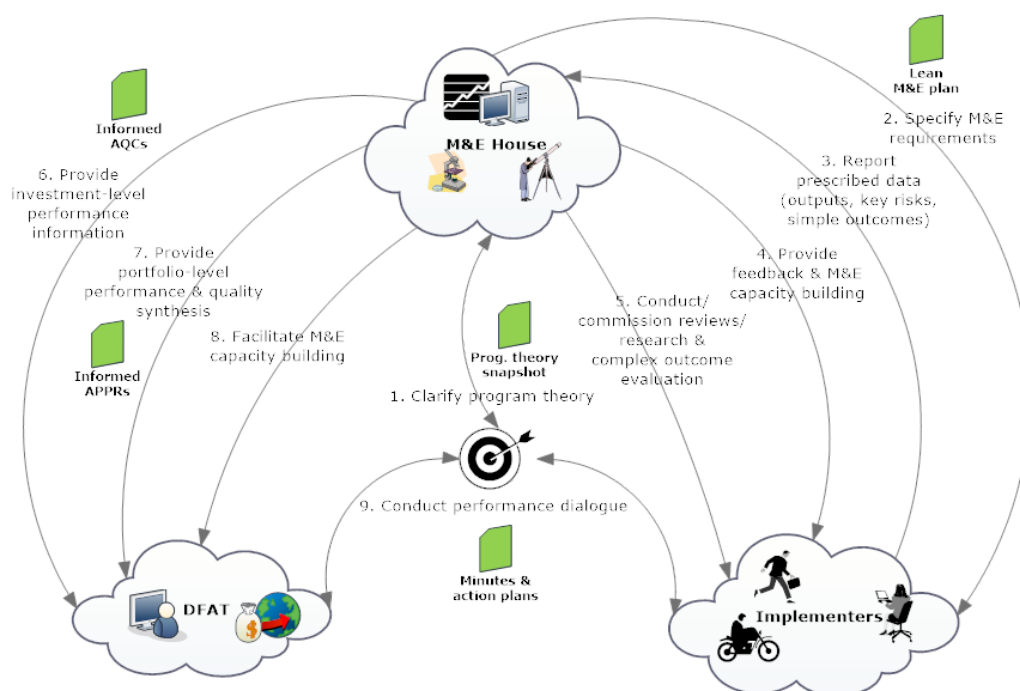 Informed
AQCs
Lean
M&E plan
M&E House
2. Specify M&E
requirements
3. Report
prescribed data
(outputs, key risks,
simple outcomes)
6. Provide
investment-level
performance
information
7. Provide
portfolio-level
performance & quality
synthesis
4. Provide
feedback & M&E
capacity building
5. Conduct/
commission reviews/
research &
complex outcome
evaluation
8. Facilitate M&E
capacity building
Informed
APPRs
Prog. theory
snapshot
1. Clarify program theory
9. Conduct performance dialogue
Minutes &
action plans
DFAT
$
Implementers